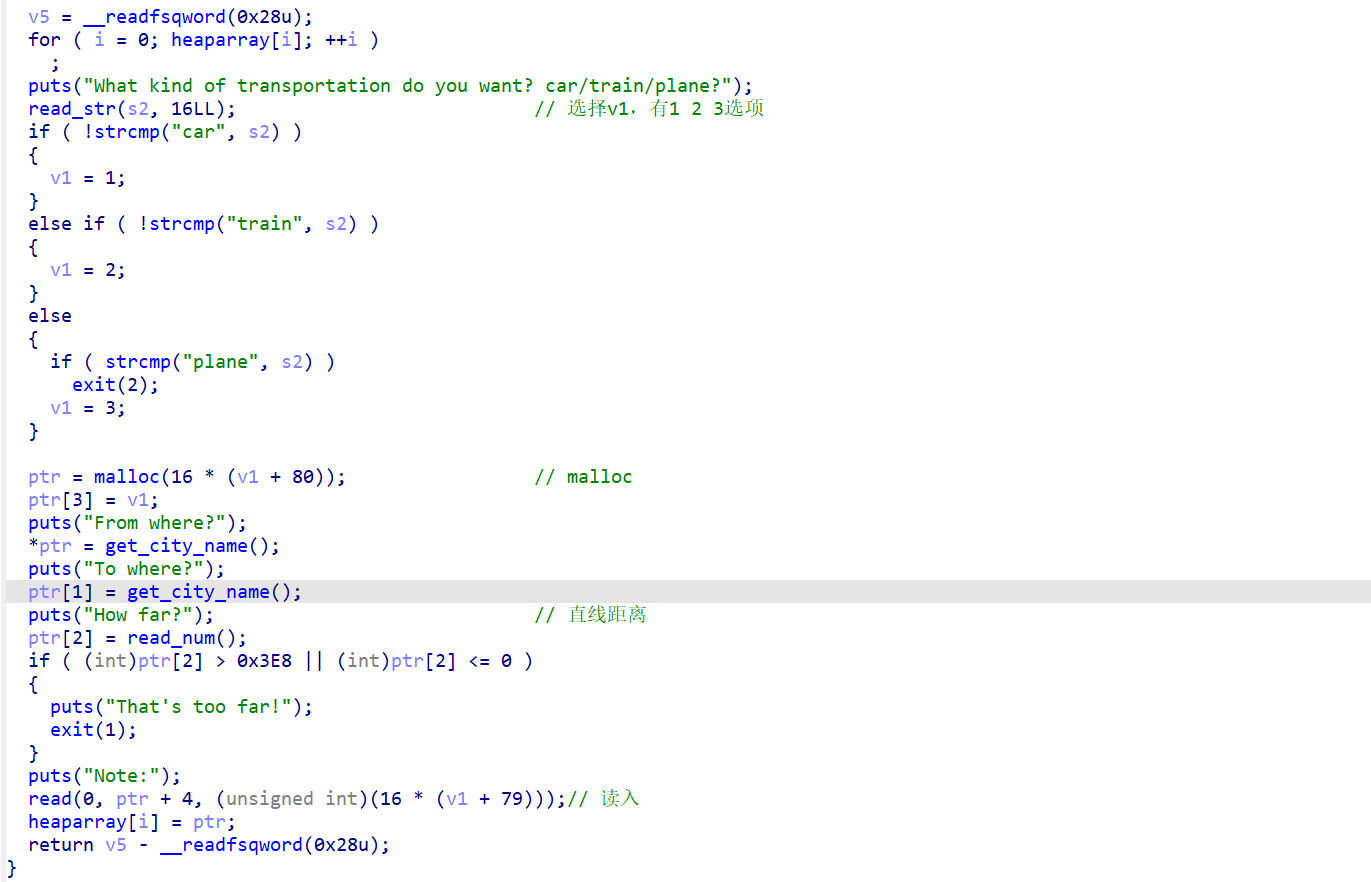 v5 = __readfsqword(0x28u);
for ( i = 0; heaparray[i]; ++i )
;
puts("What kind of transportation do you want? car/train/plane?");
read_str(s2, 16LL); // 选择v1，有1 2 3选项
if ( !strcmp("car", s2) )
{
v1 = 1;
}
else if ( !strcmp("train", s2) )
{
v1 = 2;
}
else
{
if ( strcmp("plane", s2) )
exit(2);
v1 = 3;
}
ptr = malloc(16 * (v1 + 80)); // malloc
ptr[3] = v1;
puts("From where?");
*ptr = get_city_name();
puts("To where?");
ptr[1] = get_city_name();
puts("How far?"); // 直线距离
ptr[2] = read_num();
if ( (int)ptr[2] > 0x3E8 || (int)ptr[2] <= 0 )
{
puts("That's too far!");
exit(1);
}
puts("Note:");
read(0, ptr + 4, (unsigned int)(16 * (v1 + 79)));// 读入
heaparray[i] = ptr;
return v5 - __readfsqword(0x28u);
}